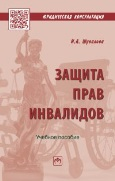 ЮРИДИЧЕСКАЯ КОНСУЛЬТАЦИЯ
ЗАЩИТА
ПРАВ
ИНВАЛИДОВ
Учебное пособие